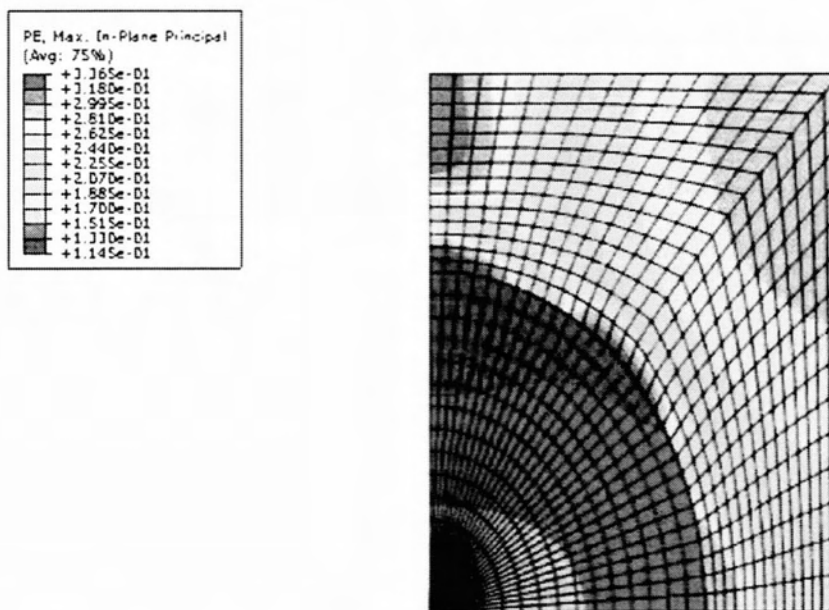 PE, Max. In-Plane Principal
(Avg: 75%)
+3.365e-01
+3.180e-01
+2.995e-01
+2.810e-01
+2.625e-01
+2.440e-01
+2.255e-01
+2.070e-01
+1.885e-01
+1.700e-01
+1.515e-01
+1.330e-01
+1.145e-01